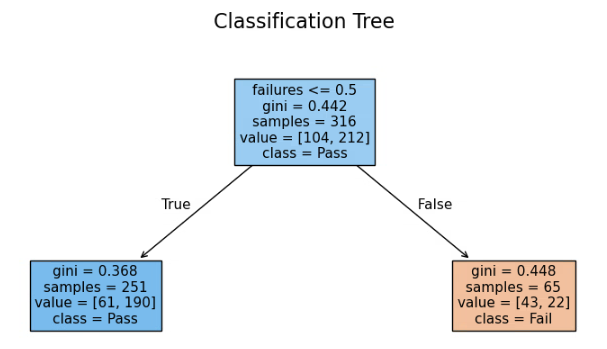 Classification Tree
failures <= 0.5
gini = 0.442
samples = 316
value = [104, 212]
class = Pass
True
False
gini = 0.368
samples = 251
value = [61, 190]
class = Pass
gini = 0.448
samples = 65
value = [43, 22]
class = Fail